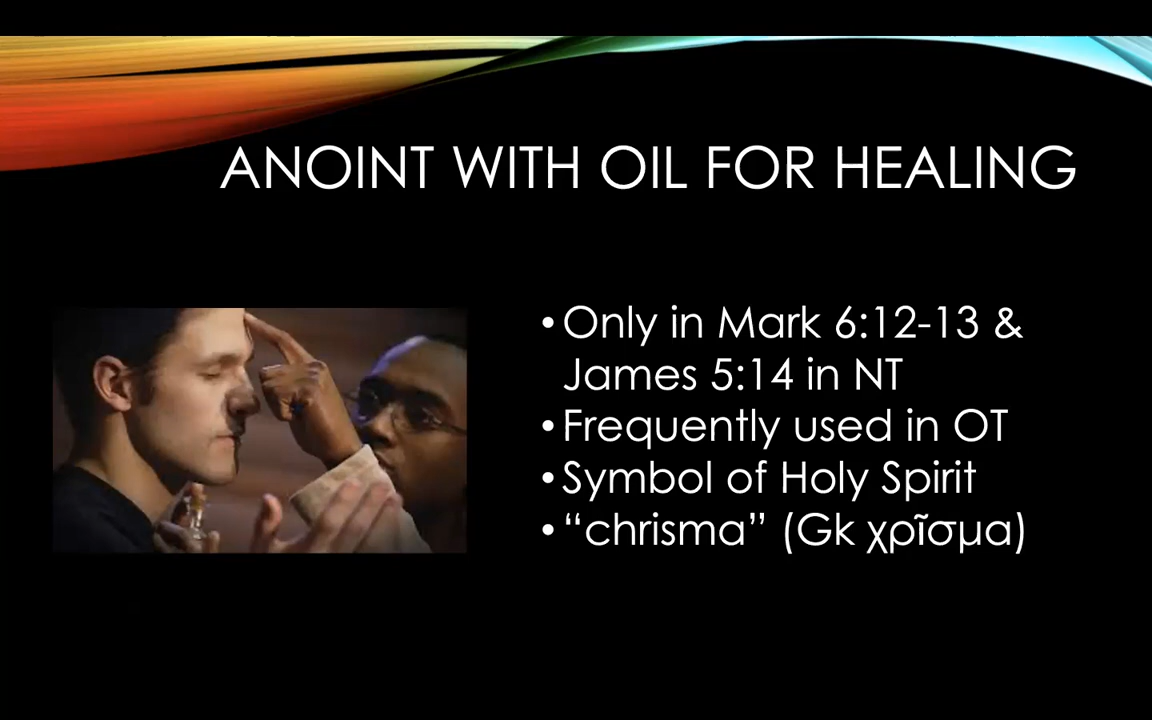 ANOINT WITH OIL FOR HEALING
•Only in Mark 6:12-13 &
James 5:14 in NT
•Frequently used in OT
•Symbol of Holy Spirit
•“chrisma” (Gk χρῖσμα)